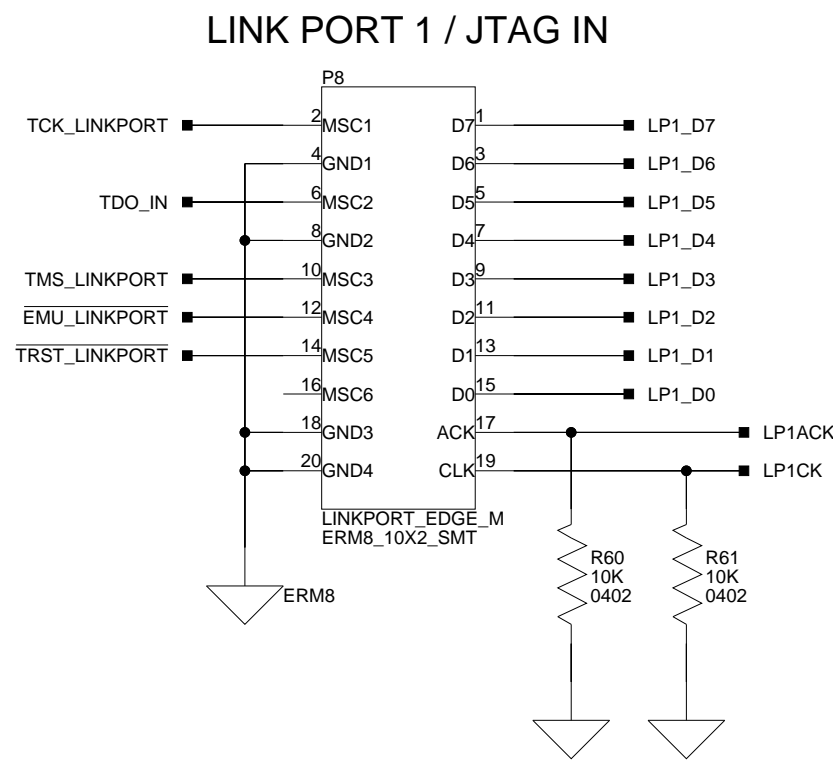 LINK PORT 1 / JTAG IN
P8
TCK_LINKPORT 2 MSC1 D7 1 LP1_D7
4 GND1 D6 3 LP1_D6
TDO_IN 6 MSC2 D5 5 LP1_D5
8 GND2 D4 7 LP1_D4
TMS_LINKPORT 10 MSC3 D3 9 LP1_D3
EMU_LINKPORT 12 MSC4 D2 11 LP1_D2
TRST_LINKPORT 14 MSC5 D1 13 LP1_D1
16 MSC6 D0 15 LP1_D0
18 GND3 ACK 17 LP1ACK
20 GND4 CLK 19 LP1CK
LINKPORT_EDGE_M
ERM8_10X2_SMT
ERM8
R60
10K
0402
R61
10K
0402